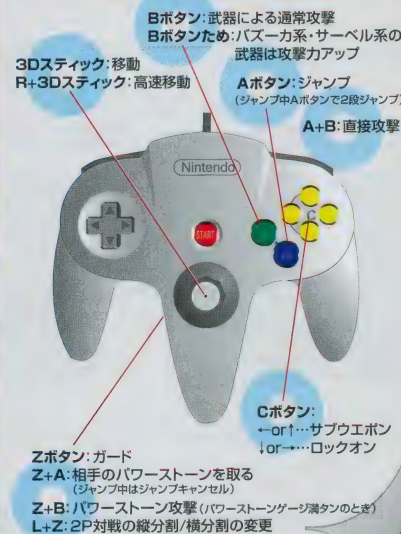 Bボタン:武器による通常攻撃
Bボタンため:バズーカ系・サーベル系の
武器は攻撃力アップ
3Dスティック:移動
R+3Dスティック:高速移動
Aボタン:ジャンプ
(ジャンプ中Aボタンで2段ジャンプ)
A+B:直接攻撃
Nintendo
START
C
Cボタン:
←or↑…サブウエポン
↓or→…ロックオン
Zボタン:ガード
Z+A:相手のパワーストーンを取る
(ジャンプ中はジャンプキャンセル)
Z+B:パワーストーン攻撃(パワーストーンゲージ満タンのとき)
L+Z:2P対戦の縦分割/横分割の変更